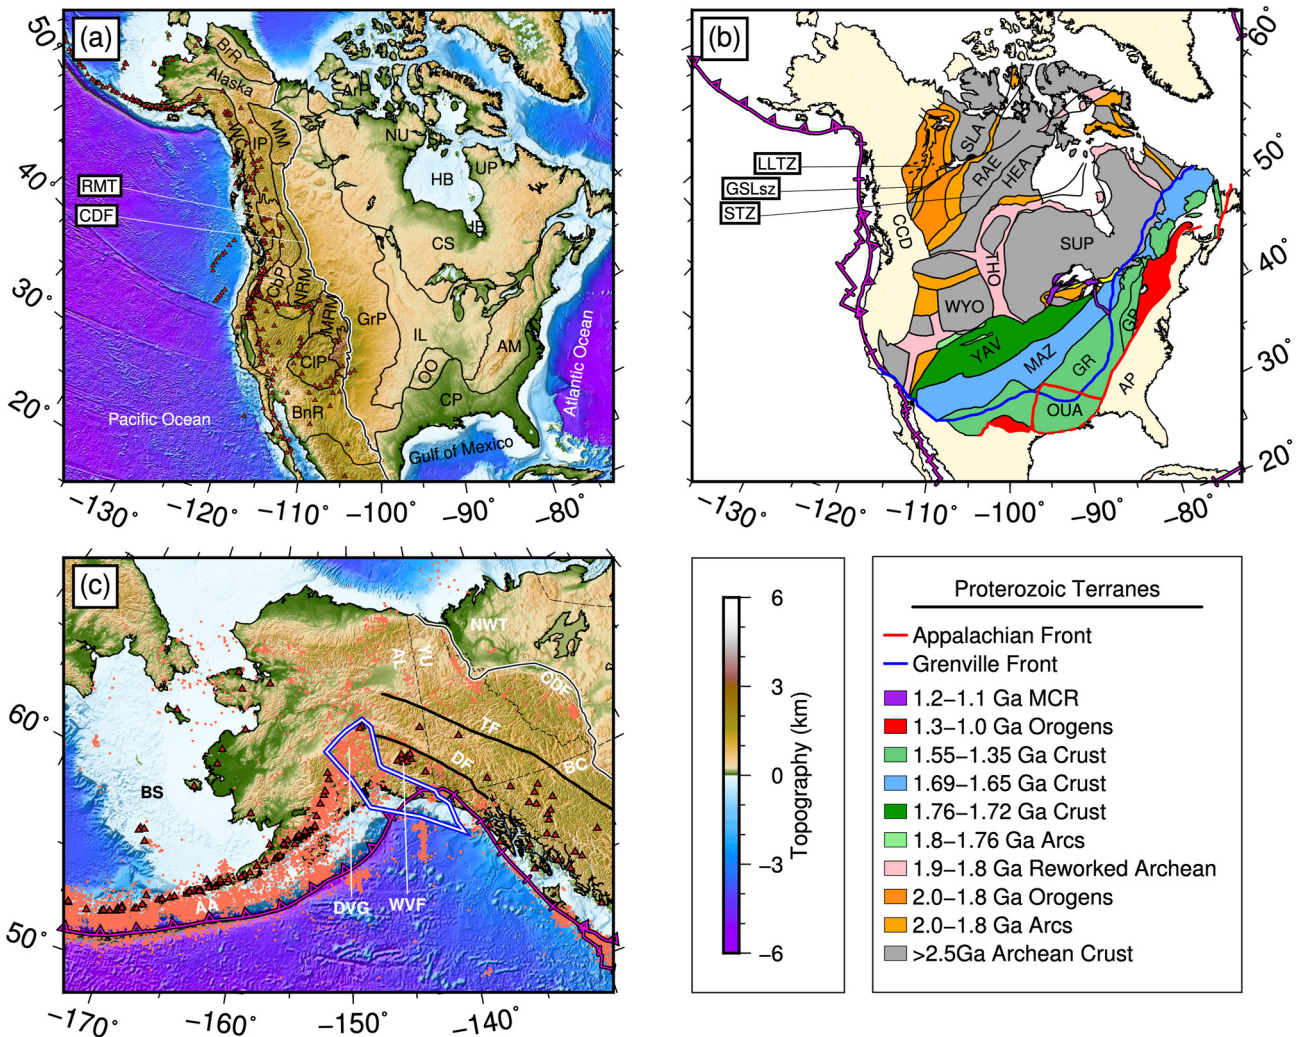 (a)
50°
40°
30°
20°
−130°
−120°
−110°
−100°
−90°
−80°
BrR
Alaska
ArP
NU
UP
HB
CS
MM
IP
RMT
CDF
CbP
NRM
MRM
GrP
IL
AM
CIP
OO
CP
BnR
Pacific Ocean
Atlantic Ocean
Gulf of Mexico
(b)
60°
50°
40°
30°
20°
−130°
−120°
−110°
−100°
−90°
−80°
LLTZ
GSLsz
STZ
SLA
RAE
HEA
CCD
SUP
THO
WYO
YAV
MAZ
GR
GR
AP
OUA
(c)
60°
50°
−170°
−160°
−150°
−140°
NWT
YU
AL
CDF
TF
DF
BC
BS
AA
DVG
WVF
6
3
0
−3
−6
Topography (km)
Proterozoic Terranes
Appalachian Front
Grenville Front
1.2−1.1 Ga MCR
1.3−1.0 Ga Orogens
1.55−1.35 Ga Crust
1.69−1.65 Ga Crust
1.76−1.72 Ga Crust
1.8−1.76 Ga Arcs
1.9−1.8 Ga Reworked Archean
2.0−1.8 Ga Orogens
2.0−1.8 Ga Arcs
>2.5Ga Archean Crust